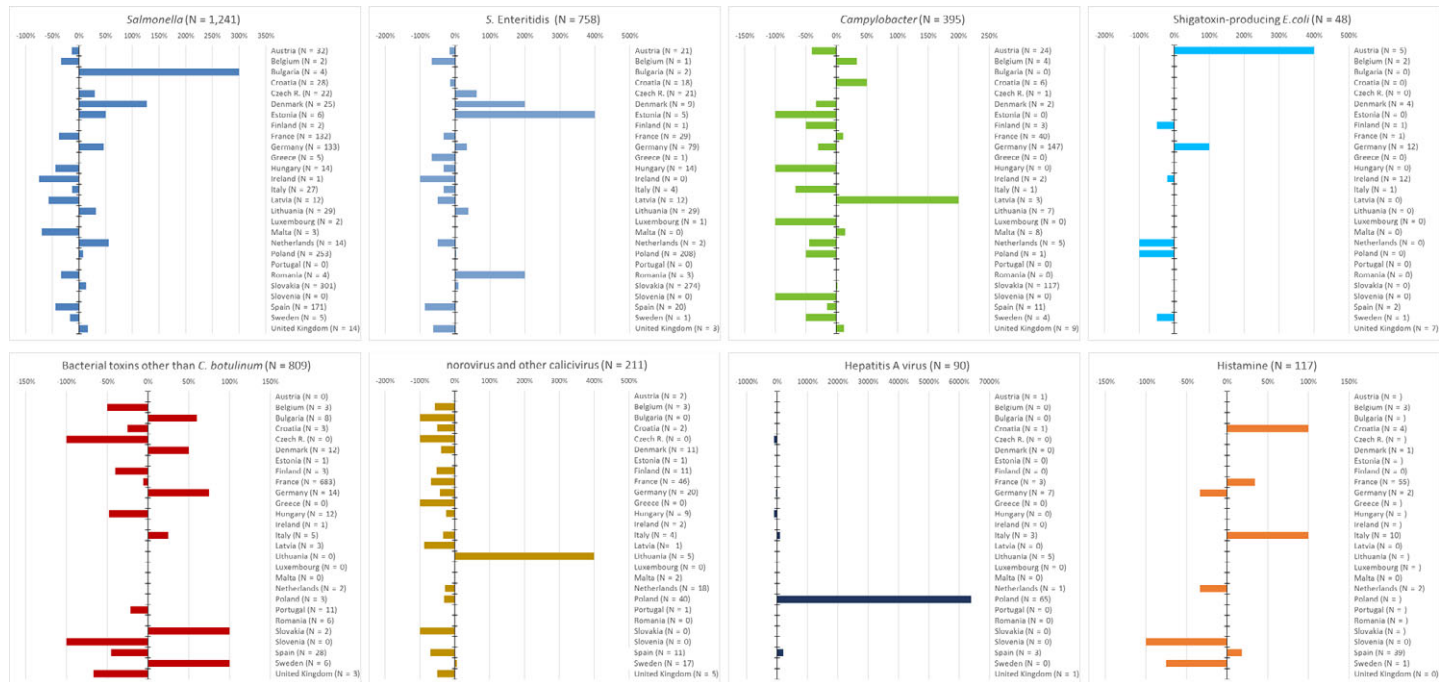 Salmonella (N = 1,241)
-100% -50% 0% 50% 100% 150% 200% 250% 300% 350%
Austria (N = 32)
Belgium (N = 2)
Bulgaria (N = 4)
Croatia (N = 28)
Czech R. (N = 22)
Denmark (N = 25)
Estonia (N = 6)
Finland (N = 2)
France (N = 132)
Germany (N = 133)
Greece (N = 5)
Hungary (N = 14)
Ireland (N = 1)
Italy (N = 27)
Latvia (N = 12)
Lithuania (N = 29)
Luxembourg (N = 2)
Malta (N = 3)
Netherlands (N = 14)
Poland (N = 253)
Portugal (N = 0)
Romania (N = 4)
Slovakia (N = 301)
Slovenia (N = 0)
Spain (N = 171)
Sweden (N = 5)
United Kingdom (N = 14)
S. Enteritidis (N = 758)
-200% -100% 0% 100% 200% 300% 400% 500%
Austria (N = 21)
Belgium (N = 1)
Bulgaria (N = 2)
Croatia (N = 18)
Czech R. (N = 21)
Denmark (N = 9)
Estonia (N = 5)
Finland (N = 1)
France (N = 29)
Germany (N = 79)
Greece (N = 1)
Hungary (N = 14)
Ireland (N = 0)
Italy (N = 4)
Latvia (N = 12)
Lithuania (N = 29)
Luxembourg (N = 1)
Malta (N = 0)
Netherlands (N = 2)
Poland (N = 208)
Portugal (N = 0)
Romania (N = 3)
Slovakia (N = 274)
Slovenia (N = 0)
Spain (N = 20)
Sweden (N = 1)
United Kingdom (N = 3)
Campylobacter (N = 395)
-150% -100% -50% 0% 50% 100% 150% 200% 250%
Austria (N = 24)
Belgium (N = 4)
Bulgaria (N = 0)
Croatia (N = 6)
Czech R. (N = 1)
Denmark (N = 2)
Estonia (N = 0)
Finland (N = 3)
France (N = 40)
Germany (N = 147)
Greece (N = 0)
Hungary (N = 0)
Ireland (N = 2)
Italy (N = 1)
Latvia (N = 3)
Lithuania (N = 7)
Luxembourg (N = 0)
Malta (N = 8)
Netherlands (N = 5)
Poland (N = 1)
Portugal (N = 0)
Romania (N = 0)
Slovakia (N = 117)
Slovenia (N = 0)
Spain (N = 11)
Sweden (N = 4)
United Kingdom (N = 9)
Shigatoxin-producing E.coli (N = 48)
-200% -100% 0% 100% 200% 300% 400% 500%
Austria (N = 5)
Belgium (N = 2)
Bulgaria (N = 0)
Croatia (N = 0)
Czech R. (N = 0)
Denmark (N = 4)
Estonia (N = 0)
Finland (N = 1)
France (N = 1)
Germany (N = 12)
Greece (N = 0)
Hungary (N = 0)
Ireland (N = 12)
Italy (N = 1)
Latvia (N = 0)
Lithuania (N = 0)
Luxembourg (N = 0)
Malta (N = 0)
Netherlands (N = 0)
Poland (N = 0)
Portugal (N = 0)
Romania (N = 0)
Slovakia (N = 0)
Slovenia (N = 0)
Spain (N = 2)
Sweden (N = 1)
United Kingdom (N = 7)
Bacterial toxins other than C. botulinum (N = 809)
-150% -100% -50% 0% 50% 100% 150%
Austria (N = 0)
Belgium (N = 3)
Bulgaria (N = 8)
Croatia (N = 3)
Czech R. (N = 0)
Denmark (N = 12)
Estonia (N = 1)
Finland (N = 3)
France (N = 683)
Germany (N = 14)
Greece (N = 0)
Hungary (N = 12)
Ireland (N = 1)
Italy (N = 5)
Latvia (N = 3)
Lithuania (N = 0)
Luxembourg (N = 0)
Malta (N = 0)
Netherlands (N = 2)
Poland (N = 3)
Portugal (N = 11)
Romania (N = 6)
Slovakia (N = 2)
Slovenia (N = 0)
Spain (N = 28)
Sweden (N = 6)
United Kingdom (N = 3)
norovirus and other calicivirus (N = 211)
-200% -100% 0% 100% 200% 300% 400% 500%
Austria (N = 2)
Belgium (N = 3)
Bulgaria (N = 0)
Croatia (N = 2)
Czech R. (N = 0)
Denmark (N = 11)
Estonia (N = 1)
Finland (N = 11)
France (N = 46)
Germany (N = 20)
Greece (N = 0)
Hungary (N = 9)
Ireland (N = 2)
Italy (N = 4)
Latvia (N= 1)
Lithuania (N = 5)
Luxembourg (N = 0)
Malta (N = 2)
Netherlands (N = 18)
Poland (N = 40)
Portugal (N = 1)
Romania (N = 0)
Slovakia (N = 0)
Slovenia (N = 0)
Spain (N = 11)
Sweden (N = 17)
United Kingdom (N = 5)
Hepatitis A virus (N = 90)
-1000% 0% 1000% 2000% 3000% 4000% 5000% 6000% 7000%
Austria (N = 1)
Belgium (N = 0)
Bulgaria (N = 0)
Croatia (N = 1)
Czech R. (N = 0)
Denmark (N = 0)
Estonia (N = 0)
Finland (N = 0)
France (N = 3)
Germany (N = 7)
Greece (N = 0)
Hungary (N = 0)
Ireland (N = 0)
Italy (N = 3)
Latvia (N = 0)
Lithuania (N = 5)
Luxembourg (N = 0)
Malta (N = 0)
Netherlands (N = 1)
Poland (N = 65)
Portugal (N = 0)
Romania (N = 0)
Slovakia (N = 0)
Slovenia (N = 0)
Spain (N = 3)
Sweden (N = 0)
United Kingdom (N = 1)
Histamine (N = 117)
-150% -100% -50% 0% 50% 100% 150%
Austria (N = )
Belgium (N = 3)
Bulgaria (N = )
Croatia (N = 4)
Czech R. (N = )
Denmark (N = 1)
Estonia (N = )
Finland (N = 0)
France (N = 55)
Germany (N = 2)
Greece (N = )
Hungary (N = )
Ireland (N = )
Italy (N = 10)
Latvia (N = 0)
Lithuania (N = )
Luxembourg (N = )
Malta (N = 0)
Netherlands (N = 2)
Poland (N = )
Portugal (N = )
Romania (N = )
Slovakia (N = )
Slovenia (N = 0)
Spain (N = 39)
Sweden (N = 1)
United Kingdom (N = 0)